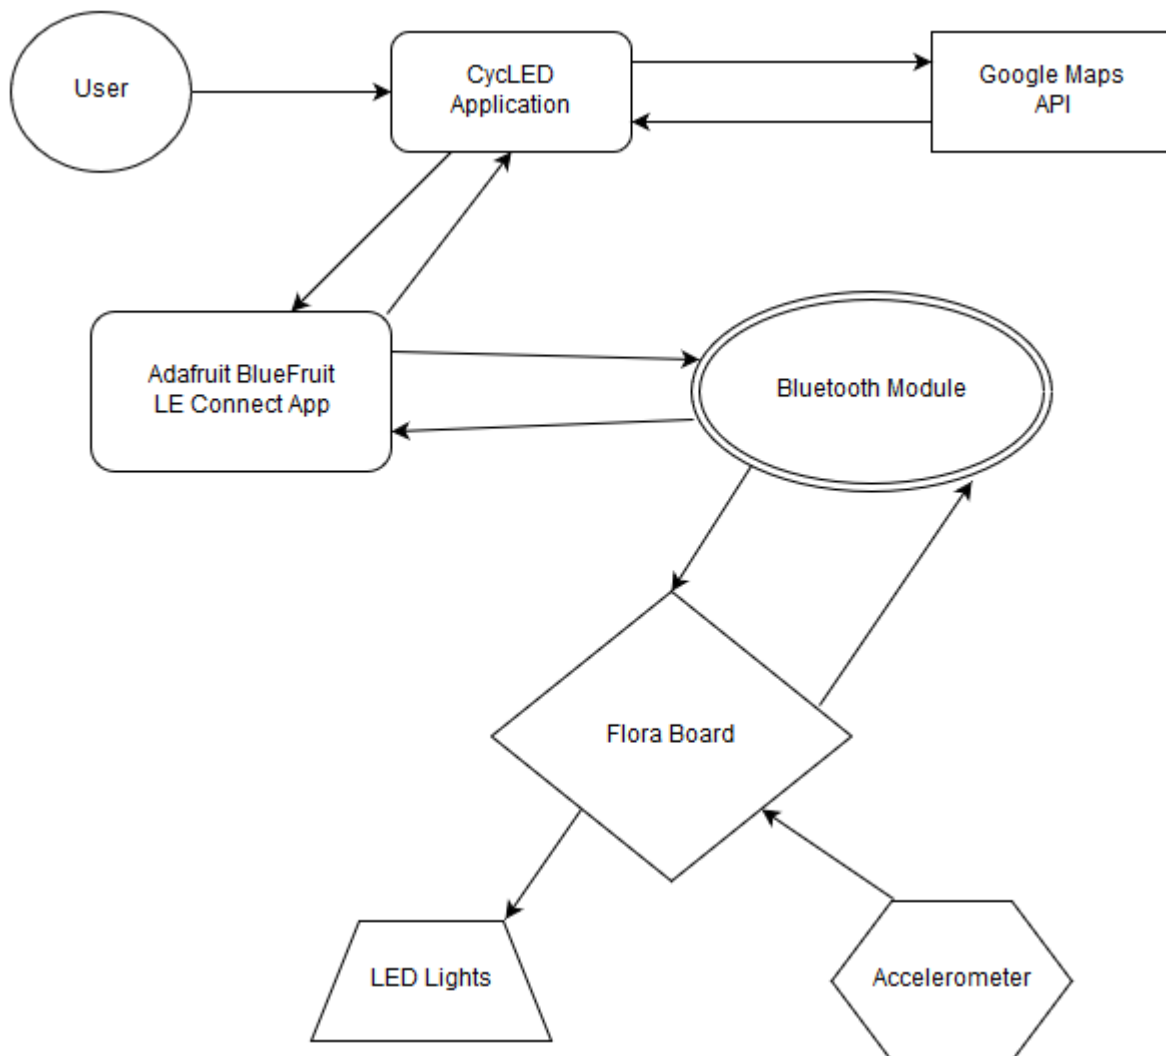 User
CycLED
Application
Google Maps
API
Adafruit BlueFruit
LE Connect App
Bluetooth Module
Flora Board
LED Lights
Accelerometer